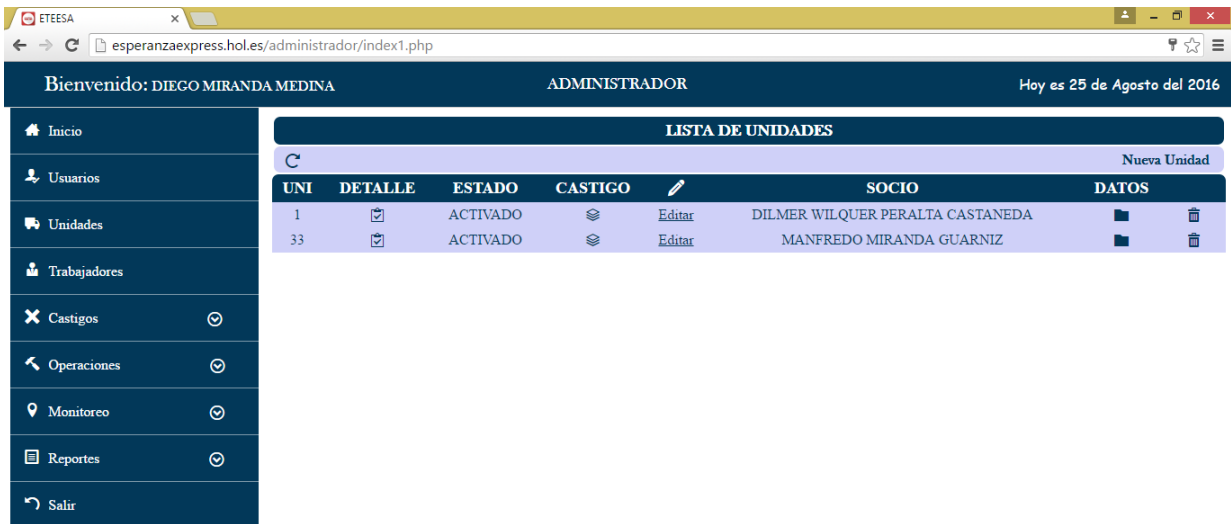 ETEESA
esperanzaexpress.hol.es/administrador/index1.php
Bienvenido: DIEGO MIRANDA MEDINA ADMINISTRADOR Hoy es 25 de Agosto del 2016
Inicio
Usuarios
Unidades
Trabajadores
Castigos
Operaciones
Monitoreo
Reportes
Salir
LISTA DE UNIDADES
Nueva Unidad
UNI DETALLE ESTADO CASTIGO SOCIO DATOS
1 ACTIVADO Editar DILMER WILQUER PERALTA CASTANEDA
33 ACTIVADO Editar MANFREDO MIRANDA GUARNIZ